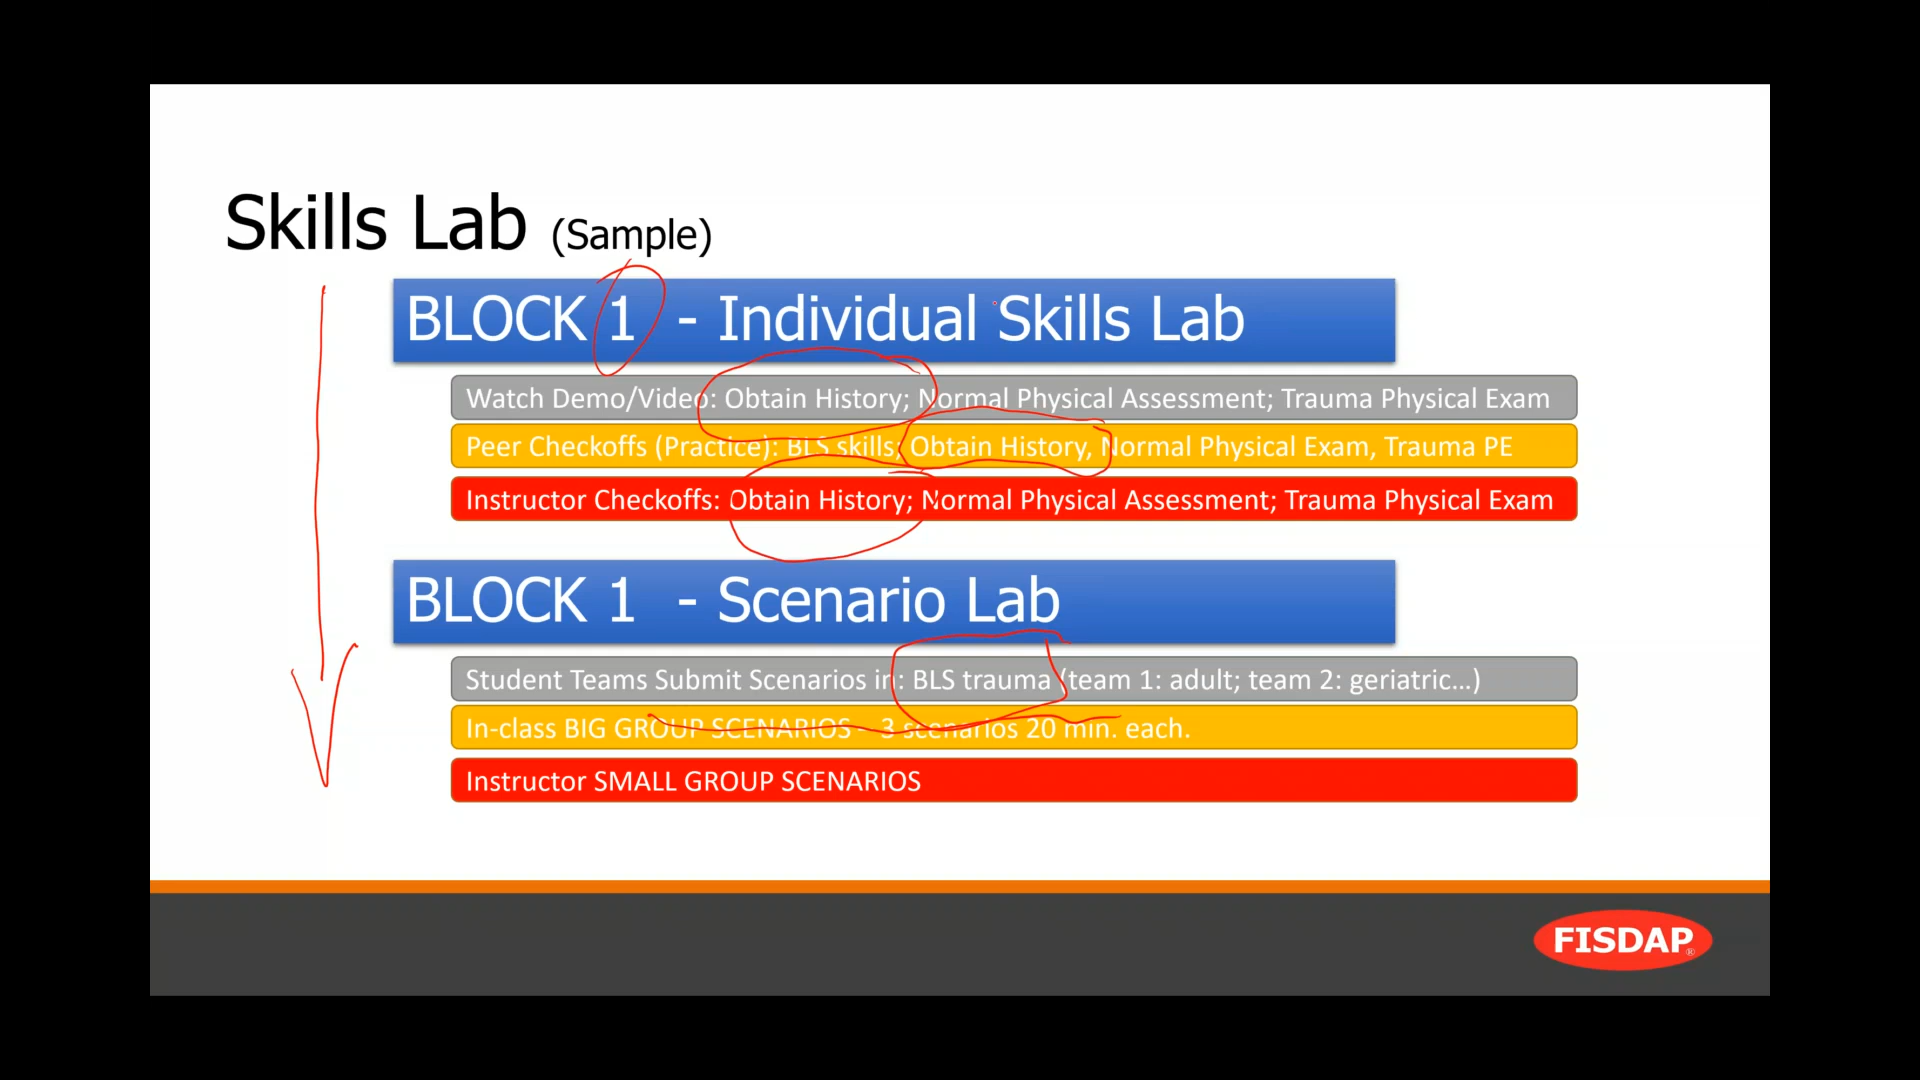 Skills Lab (Sample)
BLOCK 1 - Individual Skills Lab
Watch Demo/Video: Obtain History; Normal Physical Assessment; Trauma Physical Exam
Peer Checkoffs (Practice): BLS skills; Obtain History, Normal Physical Exam, Trauma PE
Instructor Checkoffs: Obtain History; Normal Physical Assessment; Trauma Physical Exam
BLOCK 1 - Scenario Lab
Student Teams Submit Scenarios in: BLS trauma (team 1: adult; team 2: geriatric...)
In-class BIG GROUP SCENARIOS – 3 scenarios 20 min. each.
Instructor SMALL GROUP SCENARIOS
FISDAP®